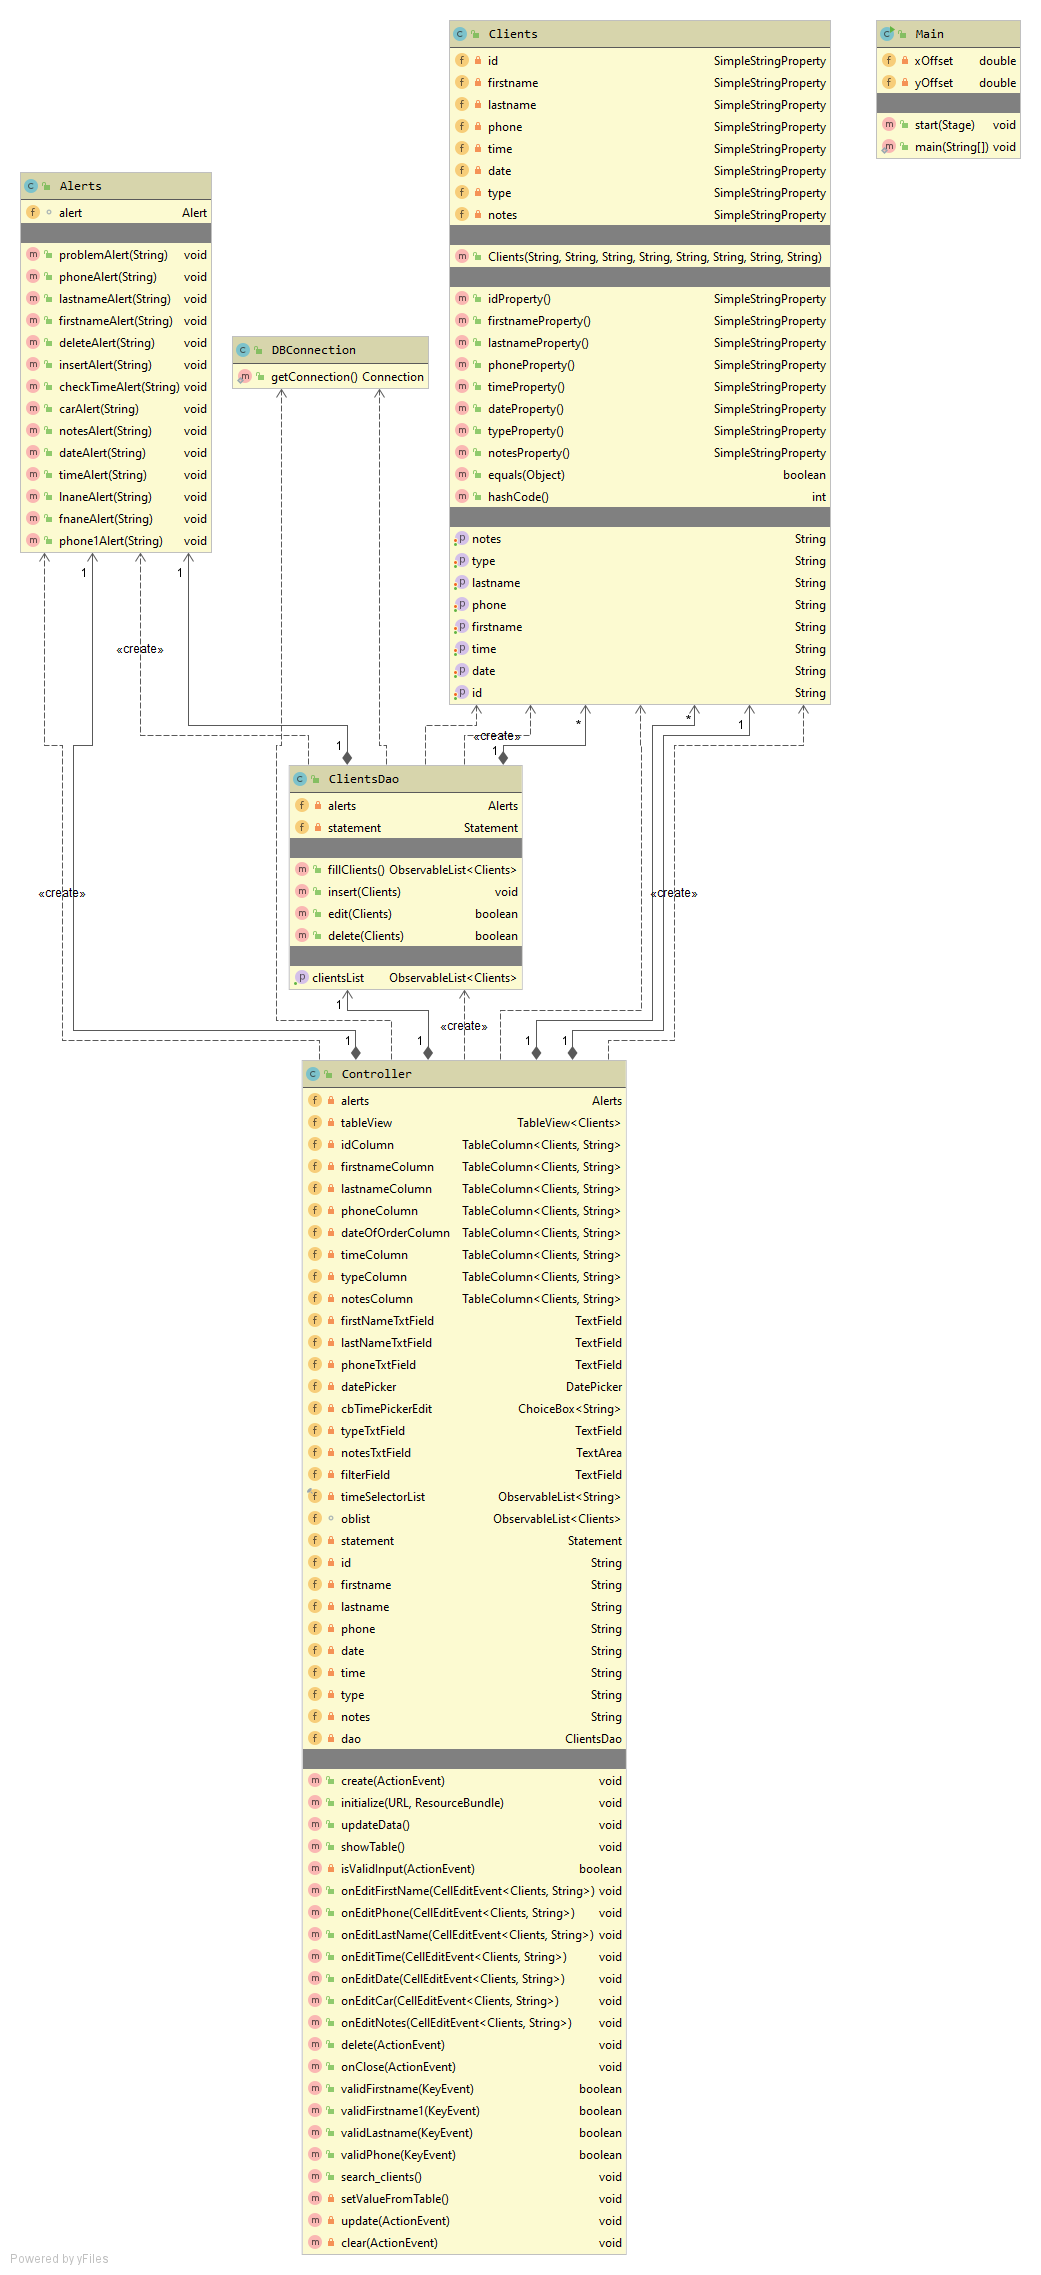 Clients
id SimpleStringProperty
firstname SimpleStringProperty
lastname SimpleStringProperty
phone SimpleStringProperty
time SimpleStringProperty
date SimpleStringProperty
type SimpleStringProperty
notes SimpleStringProperty
Clients(String, String, String, String, String, String, String, String)
idProperty() SimpleStringProperty
firstnameProperty() SimpleStringProperty
lastnameProperty() SimpleStringProperty
phoneProperty() SimpleStringProperty
timeProperty() SimpleStringProperty
dateProperty() SimpleStringProperty
typeProperty() SimpleStringProperty
notesProperty() SimpleStringProperty
equals(Object) boolean
hashCode() int
notes String
type String
lastname String
phone String
firstname String
time String
date String
id String
Main
xOffset double
yOffset double
start(Stage) void
main(String[]) void
Alerts
alert Alert
problemAlert(String) void
phoneAlert(String) void
lastnameAlert(String) void
firstnameAlert(String) void
deleteAlert(String) void
insertAlert(String) void
checkTimeAlert(String) void
carAlert(String) void
notesAlert(String) void
dateAlert(String) void
timeAlert(String) void
lnaneAlert(String) void
fnaneAlert(String) void
phone1Alert(String) void
DBConnection
getConnection() Connection
1
1
«create»
*
*
1
«create»
1
1
ClientsDao
alerts Alerts
statement Statement
fillClients() ObservableList<Clients>
insert(Clients) void
edit(Clients) boolean
delete(Clients) boolean
clientsList ObservableList<Clients>
«create»
«create»
1
«create»
1
1
1
1
Controller
alerts Alerts
tableView TableView<Clients>
idColumn TableColumn<Clients, String>
firstnameColumn TableColumn<Clients, String>
lastnameColumn TableColumn<Clients, String>
phoneColumn TableColumn<Clients, String>
dateOfOrderColumn TableColumn<Clients, String>
timeColumn TableColumn<Clients, String>
typeColumn TableColumn<Clients, String>
notesColumn TableColumn<Clients, String>
firstNameTxtField TextField
lastNameTxtField TextField
phoneTxtField TextField
datePicker DatePicker
cbTimePickerEdit ChoiceBox<String>
typeTxtField TextField
notesTxtField TextArea
filterField TextField
timeSelectorList ObservableList<String>
oblist ObservableList<Clients>
statement Statement
id String
firstname String
lastname String
phone String
date String
time String
type String
notes String
dao ClientsDao
create(ActionEvent) void
initialize(URL, ResourceBundle) void
updateData() void
showTable() void
isValidInput(ActionEvent) boolean
onEditFirstName(CellEditEvent<Clients, String>) void
onEditPhone(CellEditEvent<Clients, String>) void
onEditLastName(CellEditEvent<Clients, String>) void
onEditTime(CellEditEvent<Clients, String>) void
onEditDate(CellEditEvent<Clients, String>) void
onEditCar(CellEditEvent<Clients, String>) void
onEditNotes(CellEditEvent<Clients, String>) void
delete(ActionEvent) void
onClose(ActionEvent) void
validFirstname(KeyEvent) boolean
validFirstname1(KeyEvent) boolean
validLastname(KeyEvent) boolean
validPhone(KeyEvent) boolean
search_clients() void
setValueFromTable() void
update(ActionEvent) void
clear(ActionEvent) void
Powered by yFiles